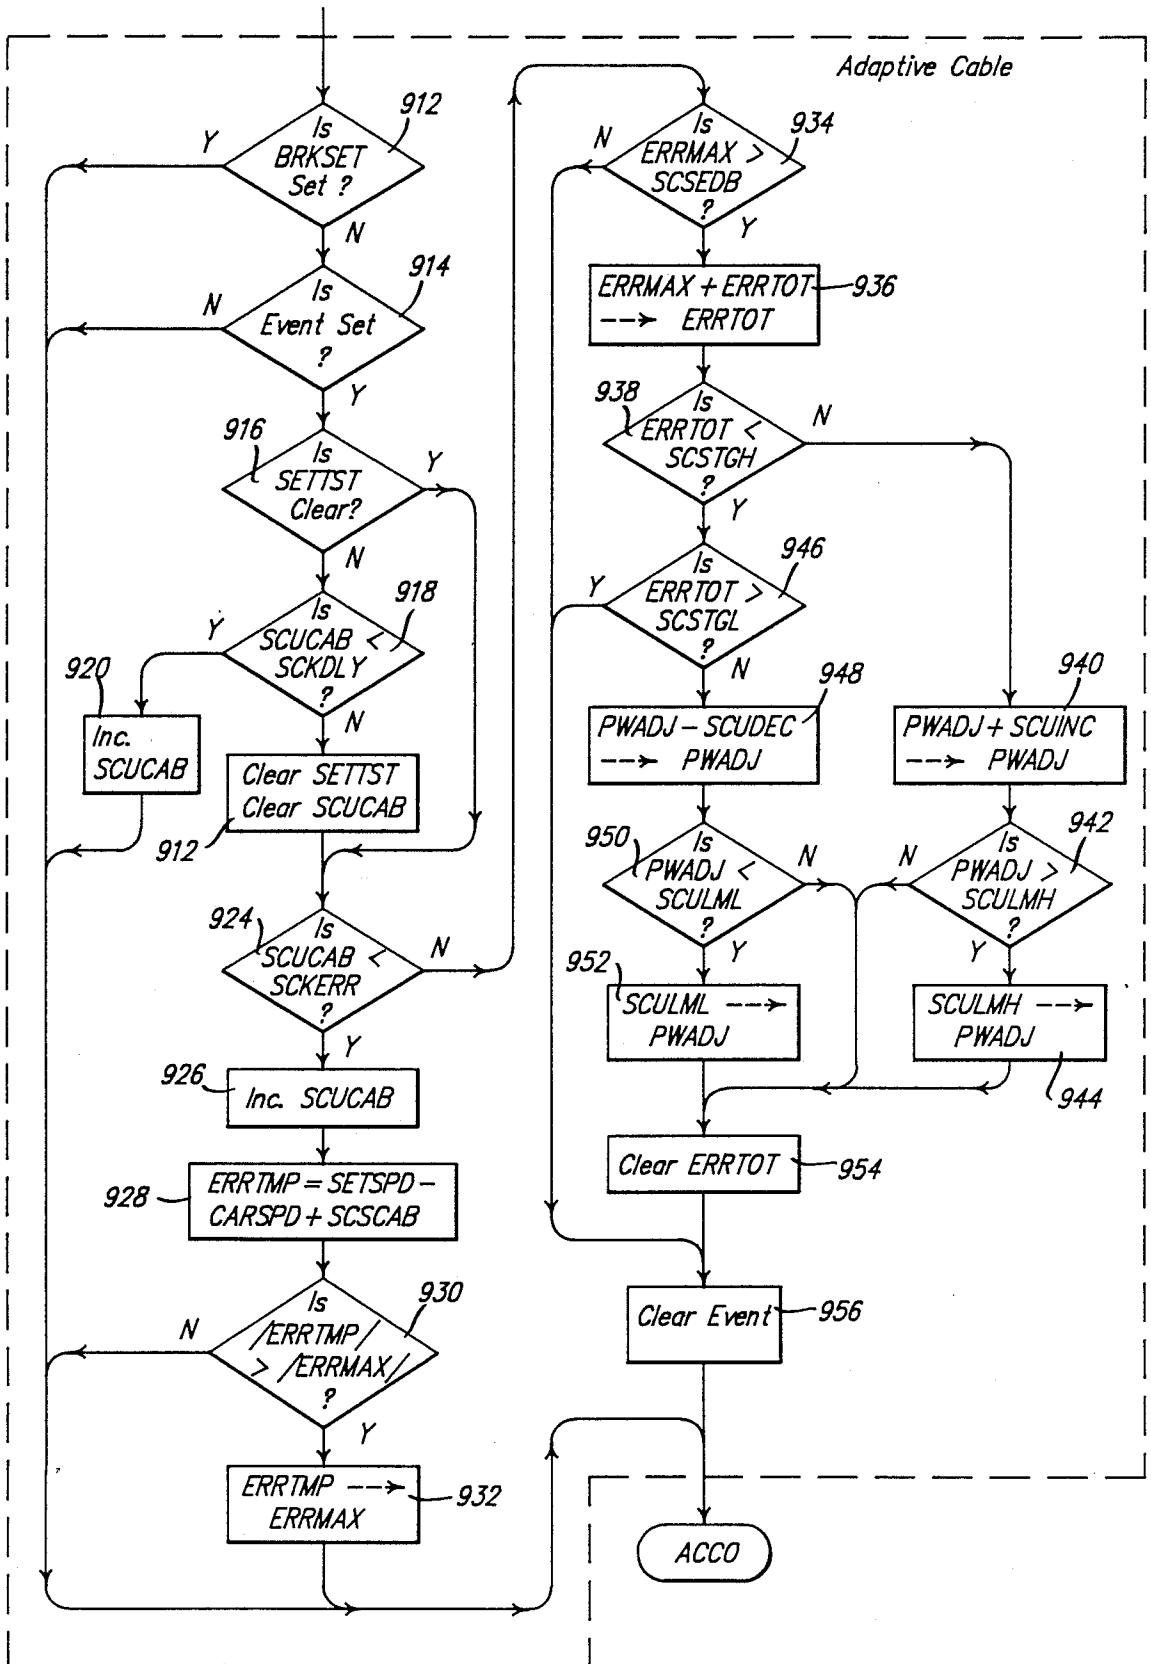 Adaptive Cable
912
Is
BRKSET
Set ?
Y
N
914
Is
Event Set
?
N
Y
916
Is
SETTST
Clear?
Y
N
918
Is
SCUCAB <
SCKDLY
?
Y
N
920
Inc.
SCUCAB
Clear SETTST
Clear SCUCAB
912
924
Is
SCUCAB <
SCKERR
?
N
Y
926
Inc. SCUCAB
928
ERRTMP = SETSPD -
CARSPD + SCSCAB
930
Is
/ERRTMP/
> /ERRMAX/
?
N
Y
ERRTMP -->
ERRMAX
932
934
Is
ERRMAX >
SCSEDB
?
N
Y
ERRMAX + ERRTOT
--> ERRTOT
936
938
Is
ERRTOT <
SCSTGH
?
N
Y
946
Is
ERRTOT >
SCSTGL
?
Y
N
948
PWADJ - SCUDEC
--> PWADJ
940
PWADJ + SCUINC
--> PWADJ
950
Is
PWADJ <
SCULML
?
N
Y
942
Is
PWADJ >
SCULMH
?
N
Y
952
SCULML -->
PWADJ
SCULMH -->
PWADJ
944
Clear ERRTOT
954
Clear Event
956
ACCO